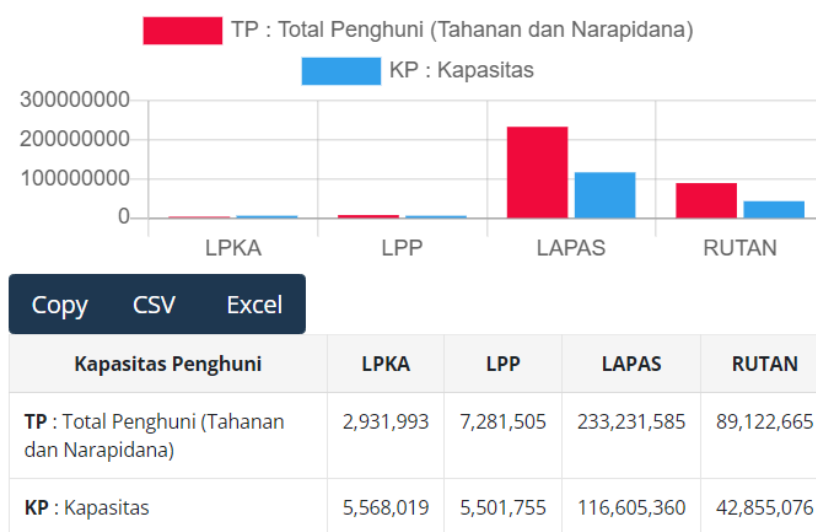 TP : Total Penghuni (Tahanan dan Narapidana)
KP : Kapasitas
300000000
200000000
100000000
0
LPKA LPP LAPAS RUTAN
Copy CSV Excel
Kapasitas Penghuni LPKA LPP LAPAS RUTAN
TP : Total Penghuni (Tahanan dan Narapidana) 2,931,993 7,281,505 233,231,585 89,122,665
KP : Kapasitas 5,568,019 5,501,755 116,605,360 42,855,076